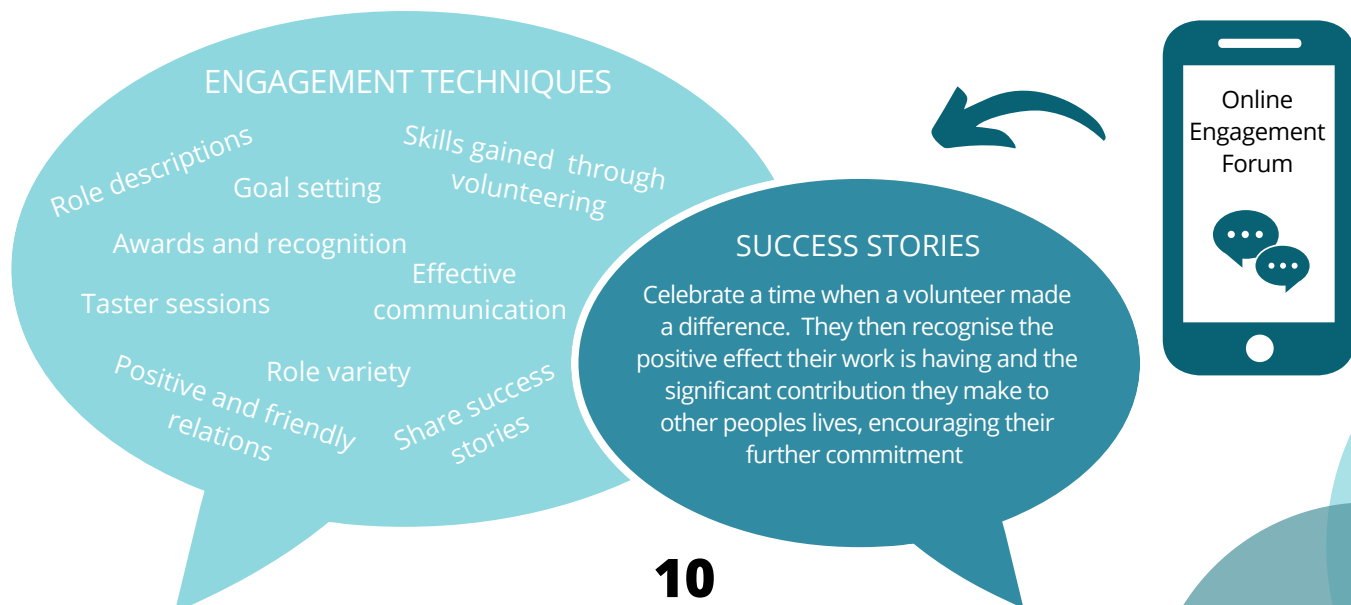 ENGAGEMENT TECHNIQUES
Role descriptions
Skills gained through
volunteering
Goal setting
Awards and recognition
Effective
communication
Taster sessions
Positive and friendly
relations
Role variety
Share success
stories
SUCCESS STORIES
Celebrate a time when a volunteer made
a difference. They then recognise the
positive effect their work is having and the
significant contribution they make to
other peoples lives, encouraging their
further commitment
Online
Engagement
Forum
10